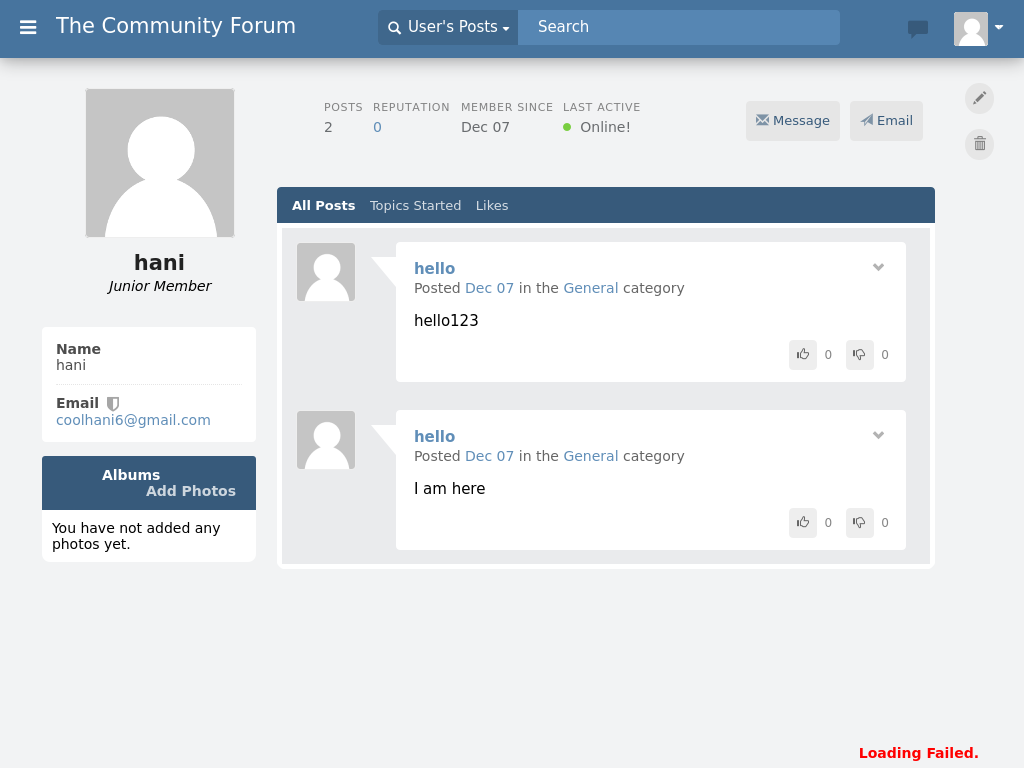 The Community Forum
User's Posts
Search
POSTS REPUTATION MEMBER SINCE LAST ACTIVE
2 0 Dec 07 Online!
Message
Email
hani
Junior Member
Name
hani
Email
coolhani6@gmail.com
Albums
Add Photos
You have not added any
photos yet.
All Posts Topics Started Likes
hello
Posted Dec 07 in the General category
hello123
0 0
hello
Posted Dec 07 in the General category
I am here
0 0
Loading Failed.